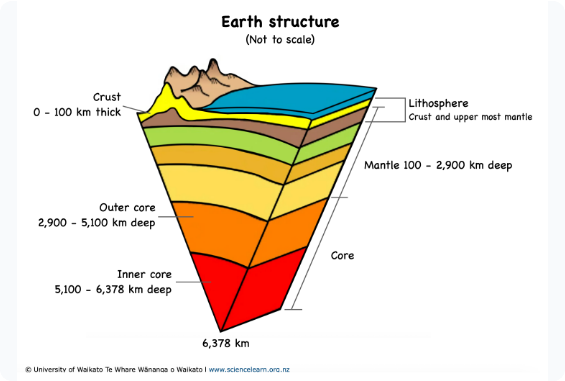 Earth structure
(Not to scale)
Crust
0 – 100 km thick
Lithosphere
Crust and upper most mantle
Mantle 100 – 2,900 km deep
Outer core
2,900 – 5,100 km deep
Core
Inner core
5,100 – 6,378 km deep
6,378 km
© University of Waikato Te Whare Wānanga o Waikato | www.sciencelearn.org.nz